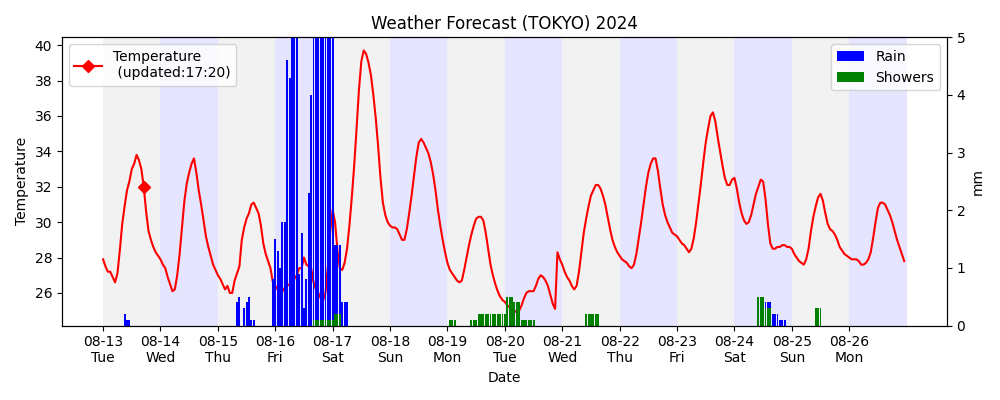 Weather Forecast (TOKYO) 2024
Temperature
(updated:17:20)
Rain
Showers
Temperature
40
38
36
34
32
30
28
26
5
4
3
2
1
0
mm
08-13 08-14 08-15 08-16 08-17 08-18 08-19 08-20 08-21 08-22 08-23 08-24 08-25 08-26
Tue Wed Thu Fri Sat Sun Mon Tue Wed Thu Fri Sat Sun Mon
Date